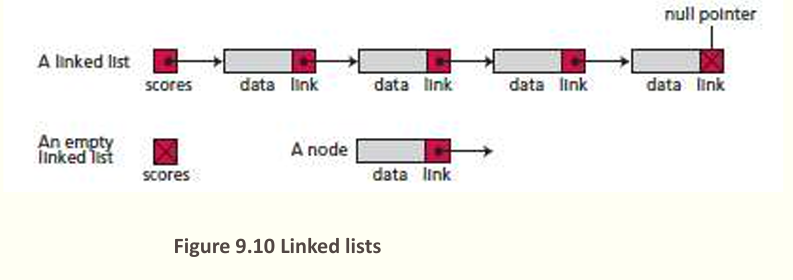 null pointer
A linked list
scores data link data link data link data link
An empty
linked list
A node
scores
data link
Figure 9.10 Linked lists